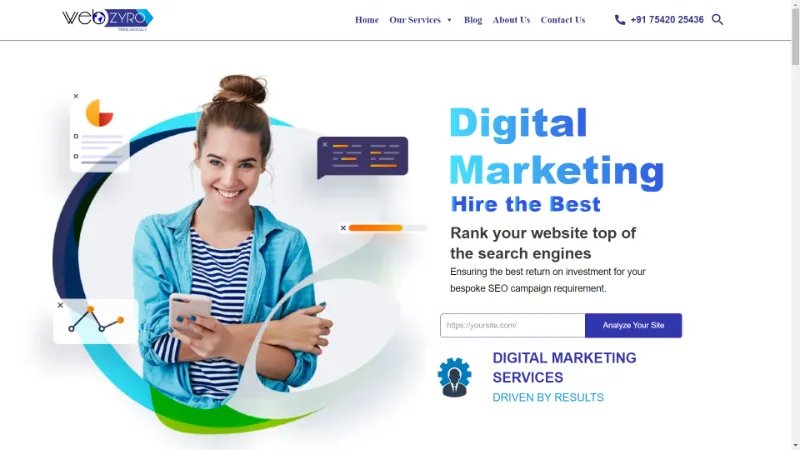 webZYRO
Home Our Services Blog About Us Contact Us +91 75420 25436
Digital
Marketing
Hire the Best
Rank your website top of
the search engines
Ensuring the best return on investment for your
bespoke SEO campaign requirement.
https://yoursite.com/ Analyze Your Site
DIGITAL MARKETING
SERVICES
DRIVEN BY RESULTS